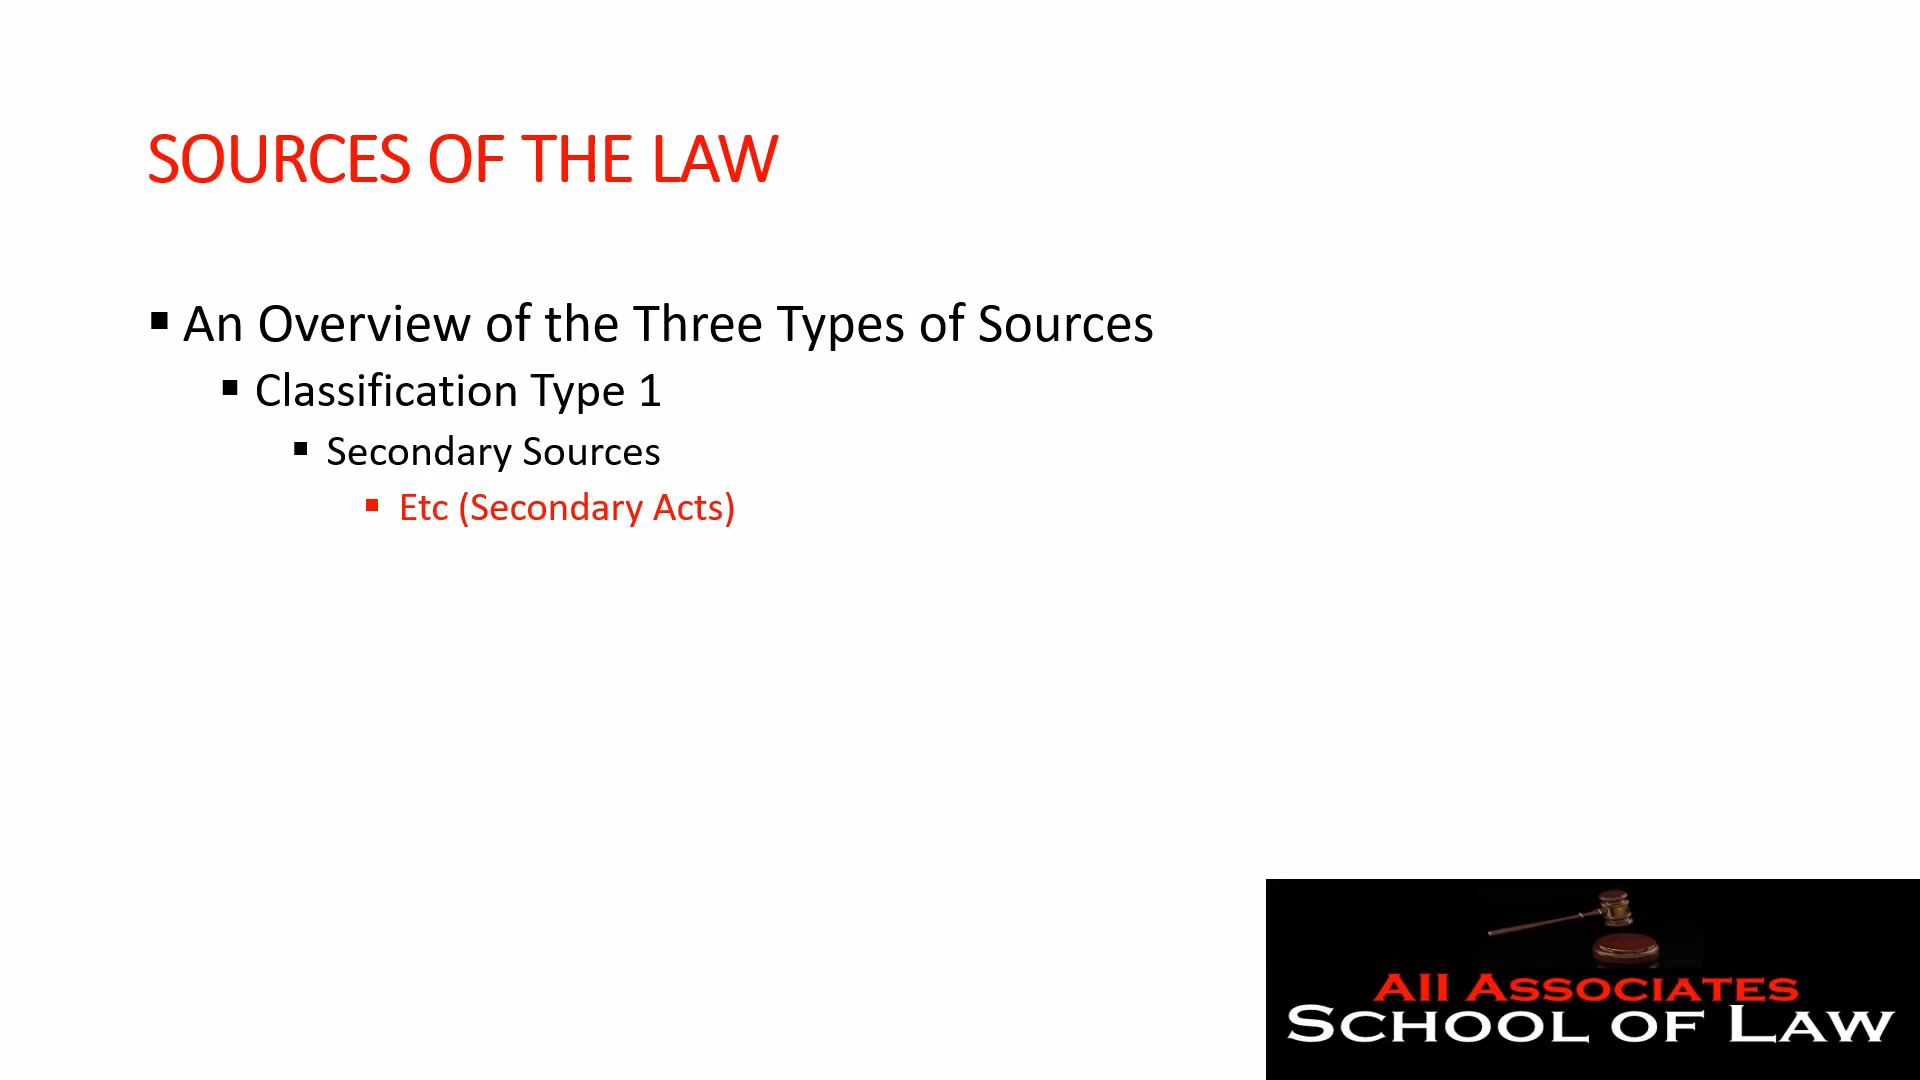 SOURCES OF THE LAW
An Overview of the Three Types of Sources
Classification Type 1
Secondary Sources
Etc (Secondary Acts)
All Associates
School of Law